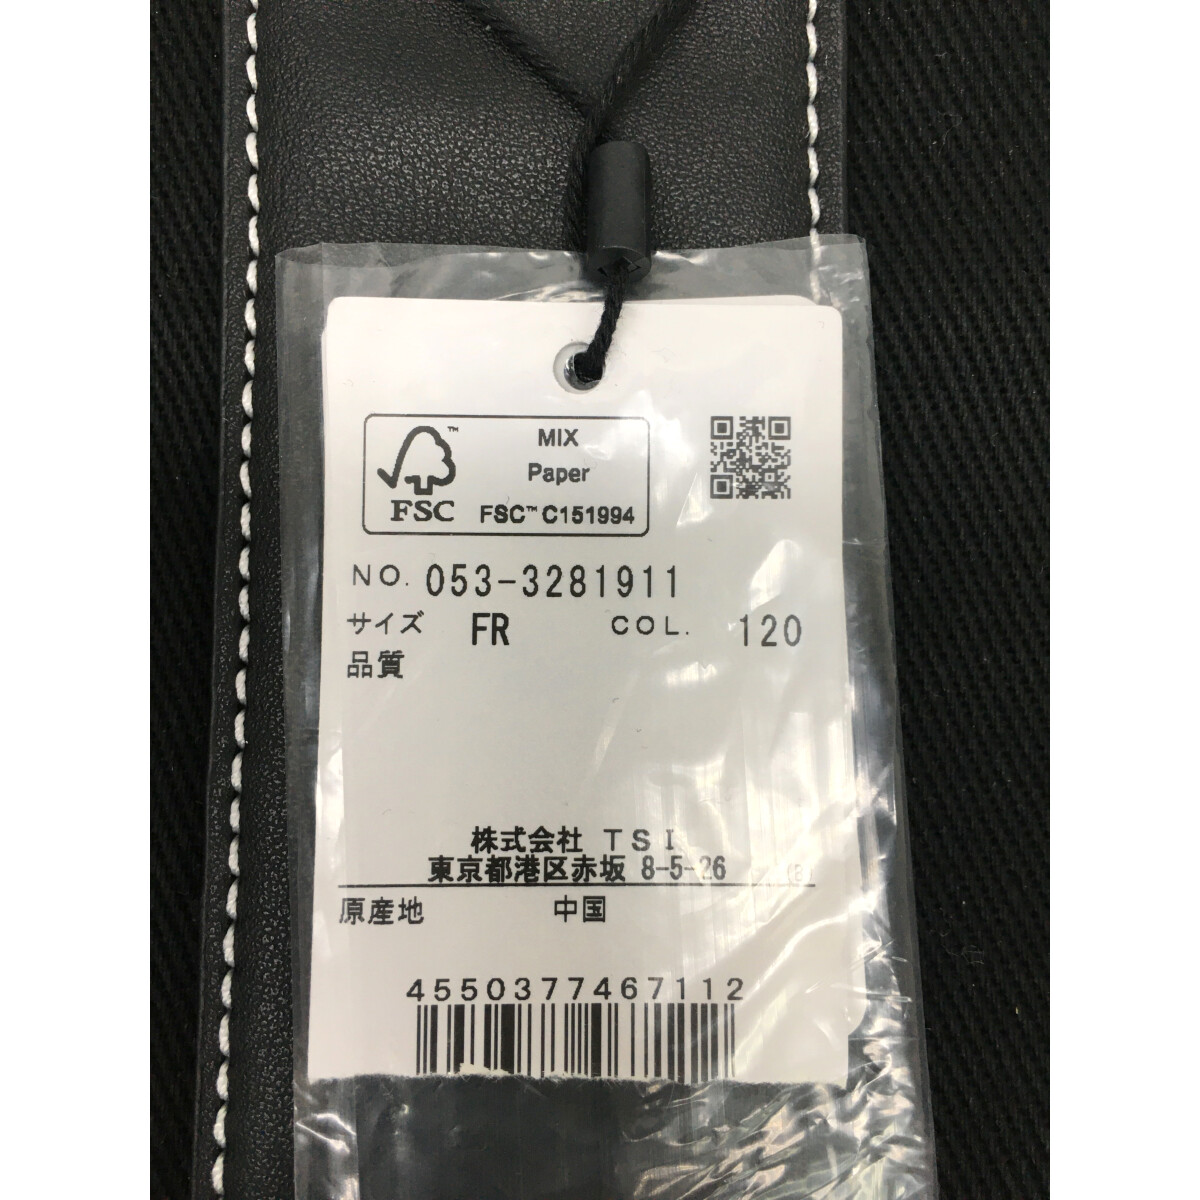 MIX
Paper
FSC™ C151994
FSC
NO. 053-3281911
サイズ FR COL. 120
品質
株式会社 TSI
東京都港区赤坂 8-5-26
原産地 中国
4550377467112